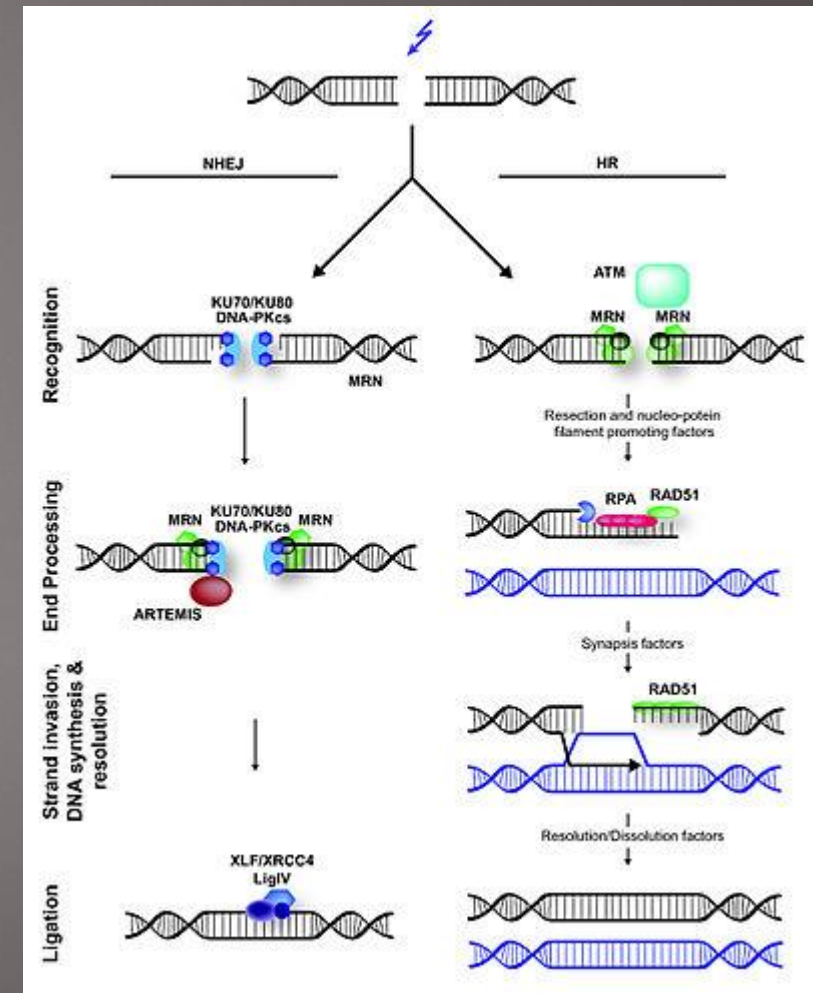 NHEJ
HR
Recognition
KU70/KU80
DNA-PKcs
MRN
ATM
MRN MRN
Resection and nucleo-potein
filament promoting factors
End Processing
MRN KU70/KU80 MRN
DNA-PKcs
ARTEMIS
RPA RAD51
Synapsis factors
Strand invasion,
DNA synthesis &
resolution
RAD51
Resolution/Dissolution factors
Ligation
XLF/XRCC4
LigIV